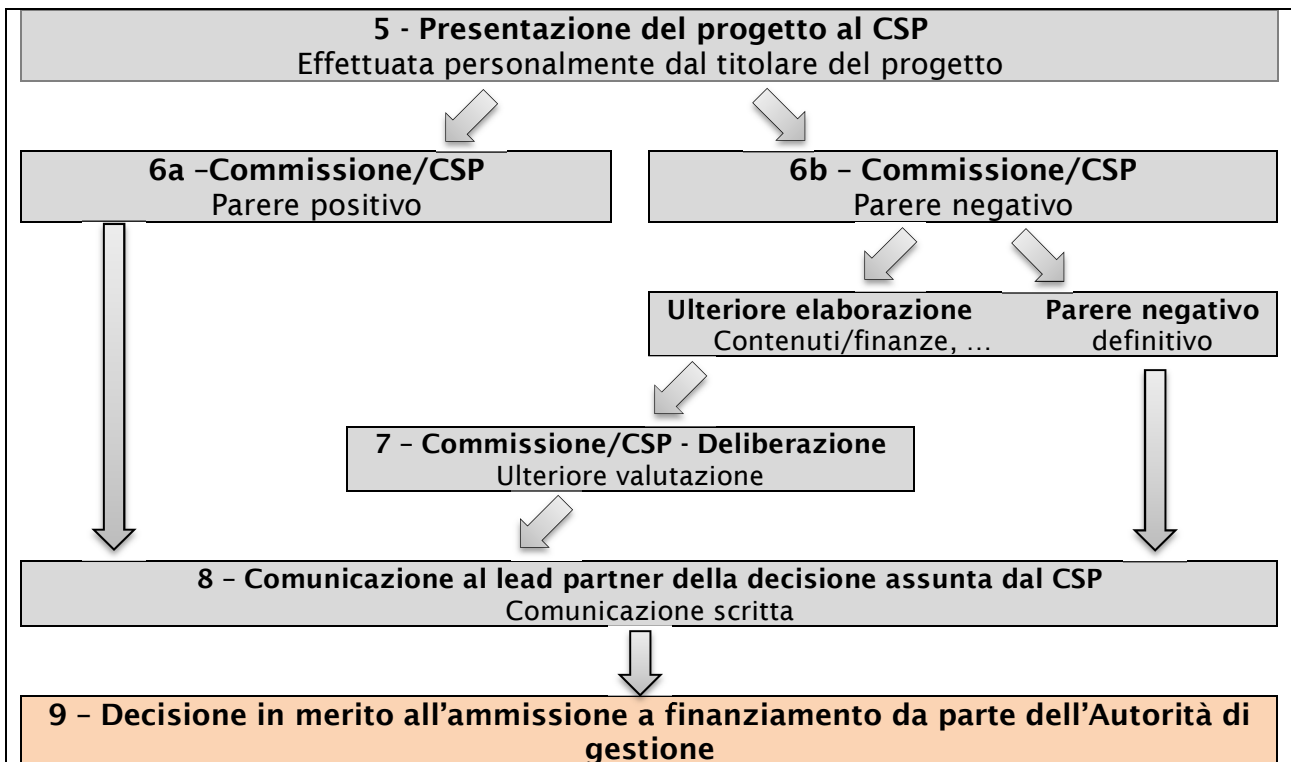 5 - Presentazione del progetto al CSP
Effettuata personalmente dal titolare del progetto
6a –Commissione/CSP
Parere positivo
6b – Commissione/CSP
Parere negativo
Ulteriore elaborazione
Contenuti/finanze, …
Parere negativo
definitivo
7 – Commissione/CSP - Deliberazione
Ulteriore valutazione
8 – Comunicazione al lead partner della decisione assunta dal CSP
Comunicazione scritta
9 – Decisione in merito all’ammissione a finanziamento da parte dell’Autorità di
gestione